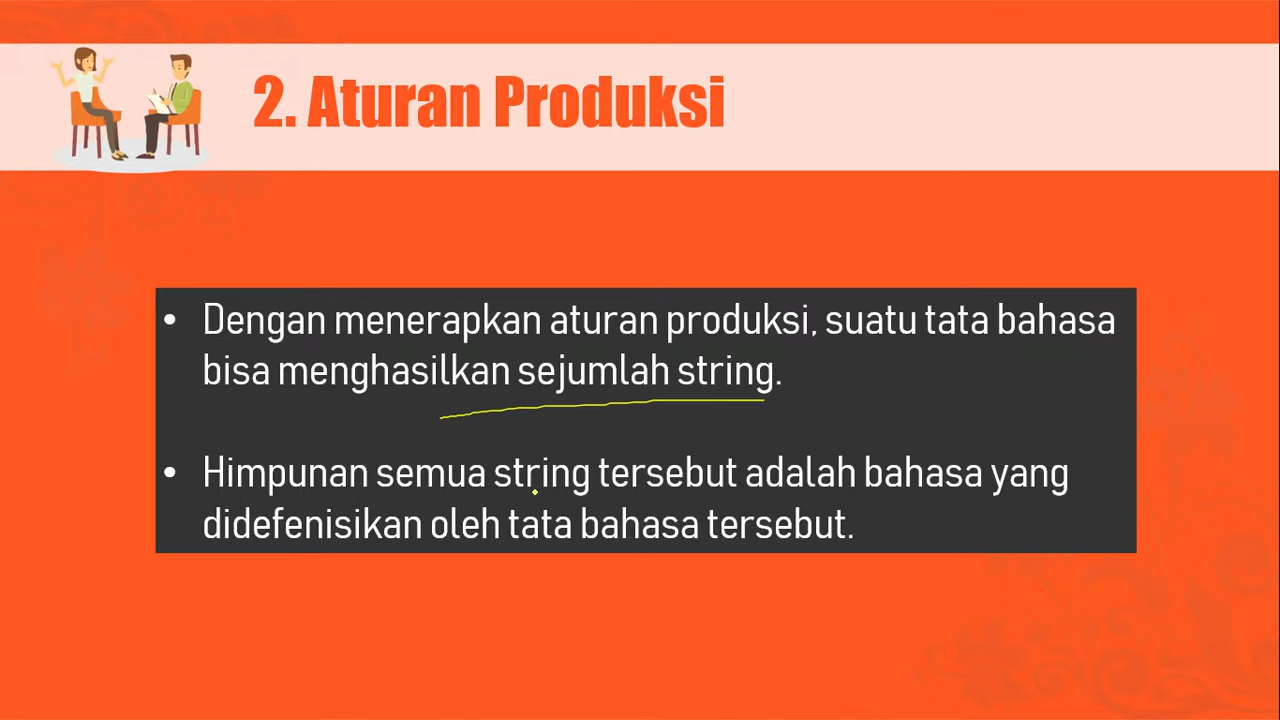 2. Aturan Produksi
• Dengan menerapkan aturan produksi, suatu tata bahasa
bisa menghasilkan sejumlah string.
• Himpunan semua string tersebut adalah bahasa yang
didefenisikan oleh tata bahasa tersebut.